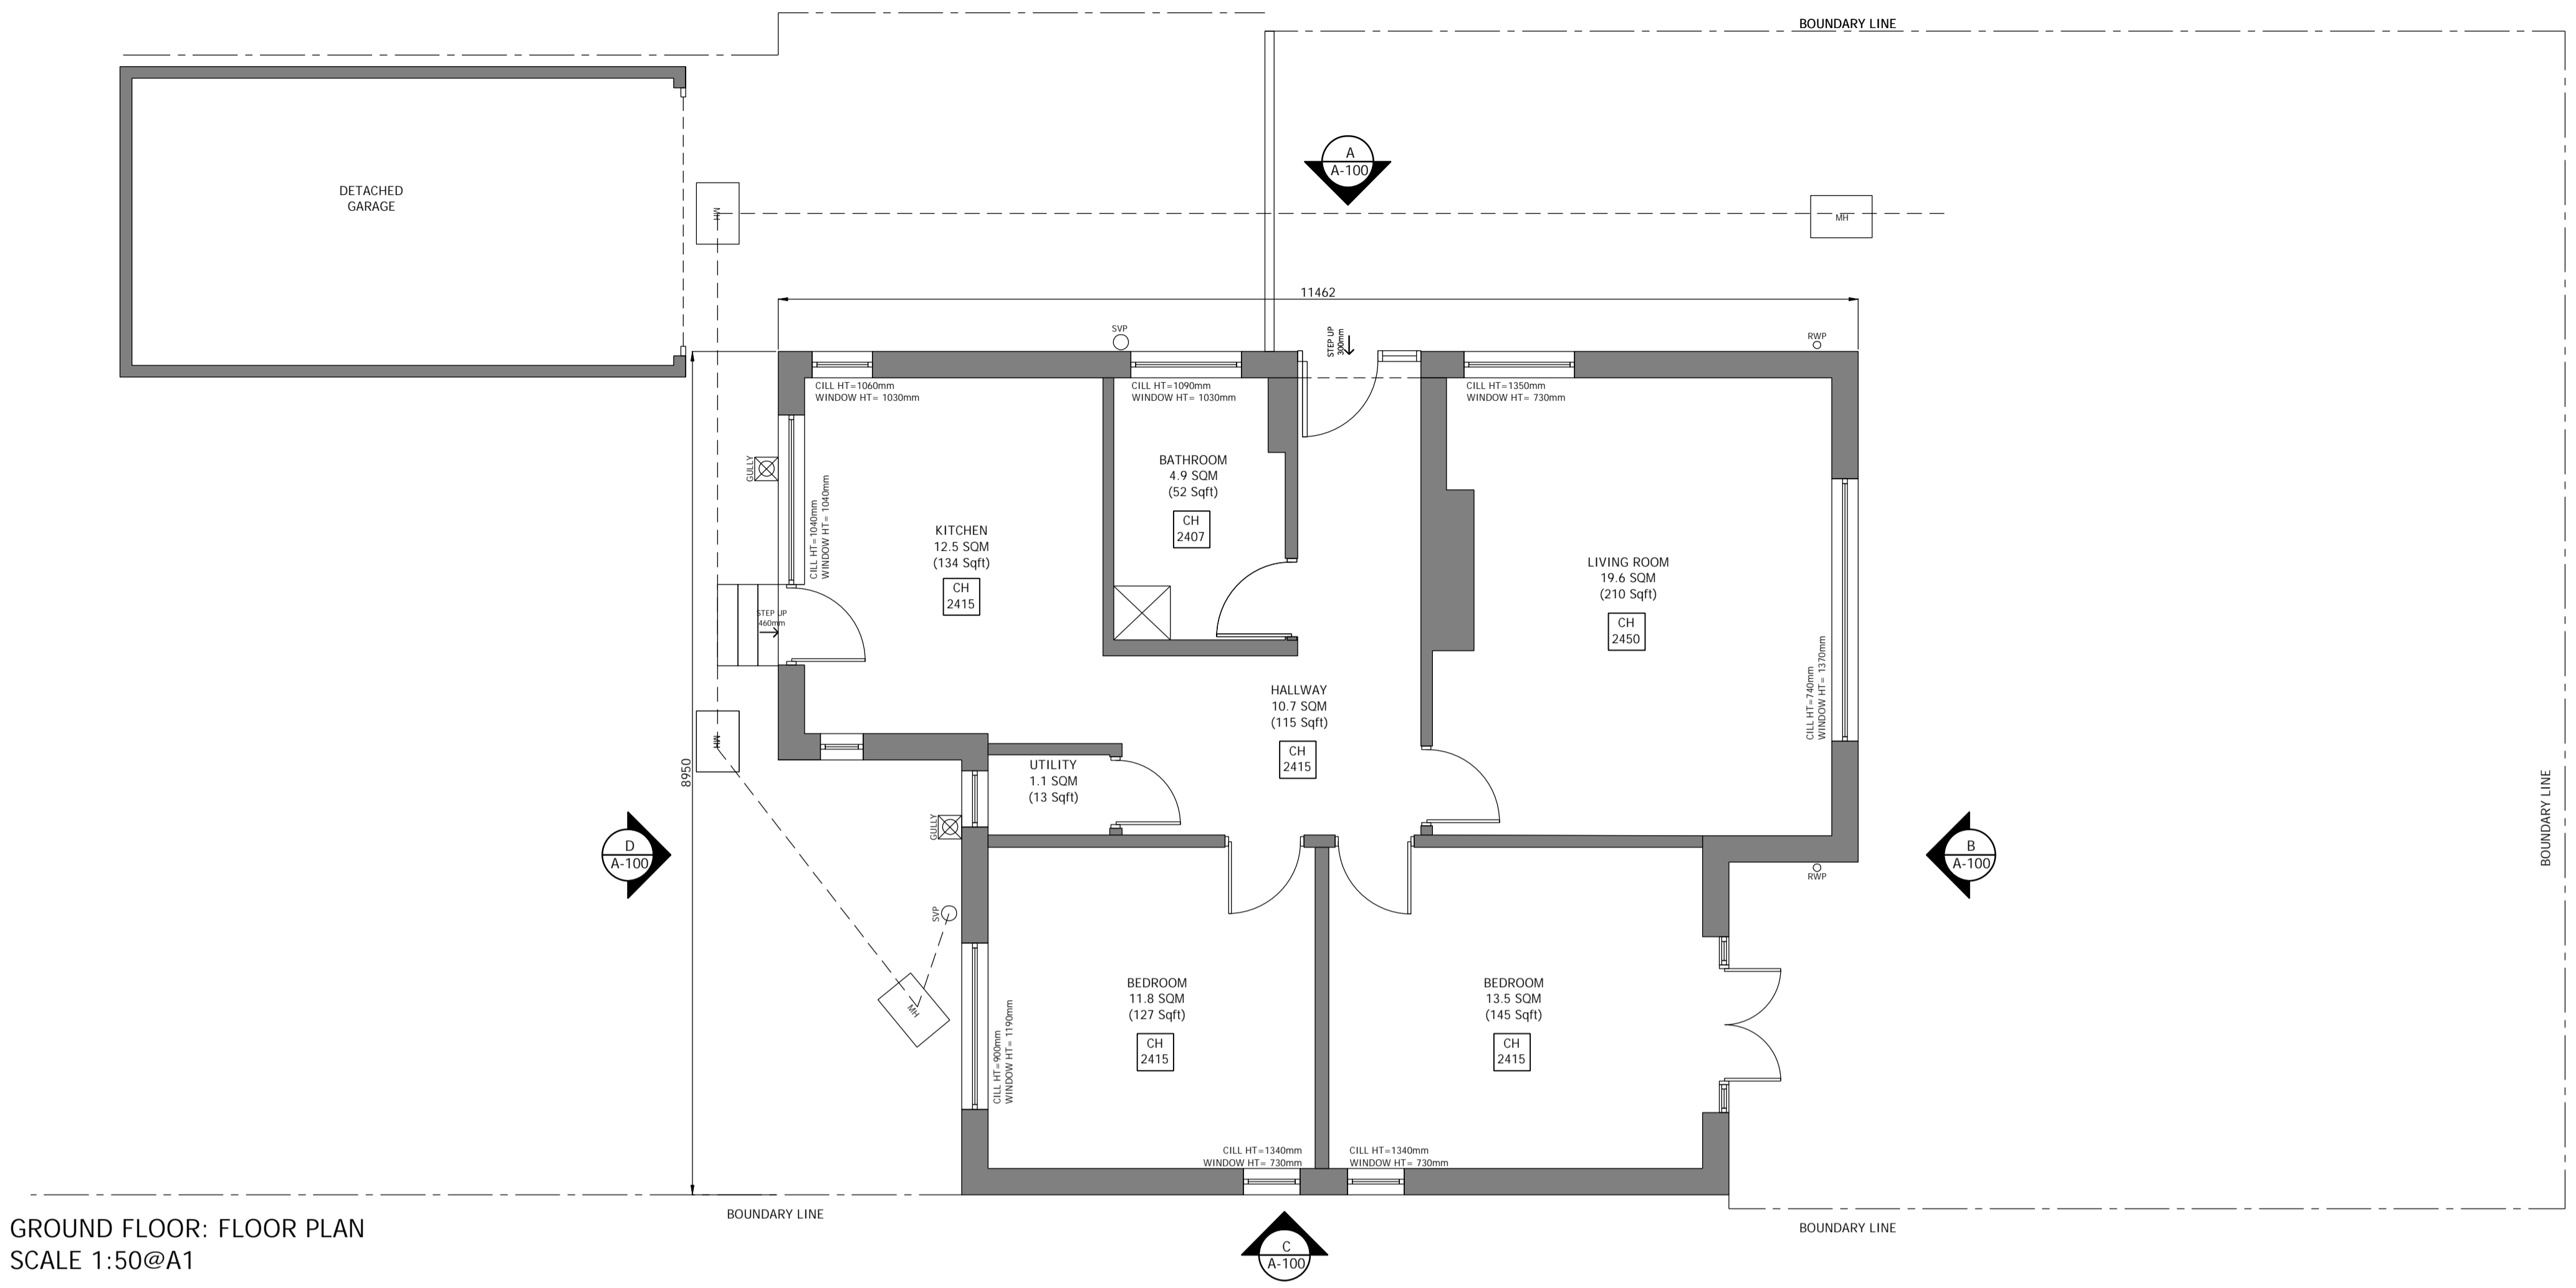 BOUNDARY LINE
DETACHED
GARAGE
A
A-100
MH
MH
11462
SVP
STEP UP
300mm
RWP
CILL HT=1060mm
WINDOW HT= 1030mm
CILL HT=1090mm
WINDOW HT= 1030mm
CILL HT=1350mm
WINDOW HT= 730mm
GULLY
CILL HT=1040mm
WINDOW HT= 1040mm
KITCHEN
12.5 SQM
(134 Sqft)
CH
2415
BATHROOM
4.9 SQM
(52 Sqft)
CH
2407
LIVING ROOM
19.6 SQM
(210 Sqft)
CH
2450
STEP UP
460mm
CILL HT=740mm
WINDOW HT= 1370mm
HALLWAY
10.7 SQM
(115 Sqft)
CH
2415
MH
8950
UTILITY
1.1 SQM
(13 Sqft)
GULLY
BOUNDARY LINE
D
A-100
B
A-100
RWP
SVP
MH
BEDROOM
11.8 SQM
(127 Sqft)
CH
2415
BEDROOM
13.5 SQM
(145 Sqft)
CH
2415
CILL HT=900mm
WINDOW HT= 1190mm
CILL HT=1340mm
WINDOW HT= 730mm
CILL HT=1340mm
WINDOW HT= 730mm
BOUNDARY LINE
BOUNDARY LINE
C
A-100
GROUND FLOOR: FLOOR PLAN
SCALE 1:50@A1